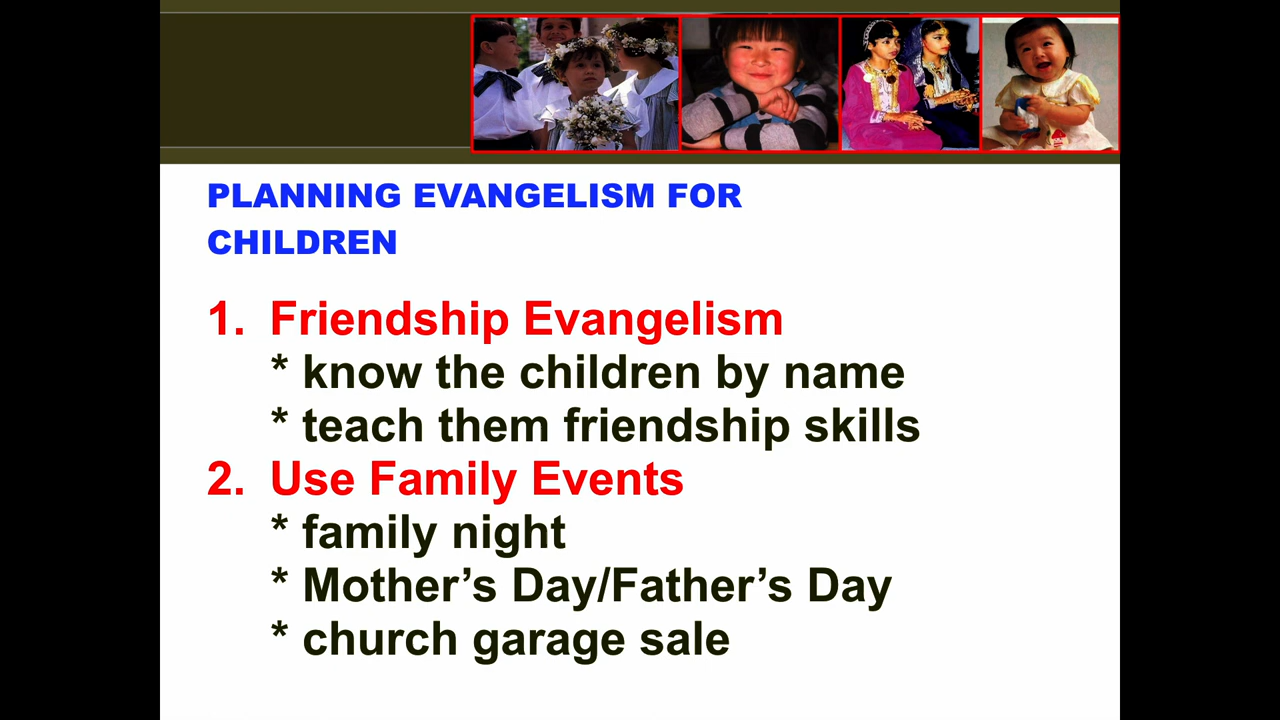 PLANNING EVANGELISM FOR
CHILDREN
1. Friendship Evangelism
* know the children by name
* teach them friendship skills
2. Use Family Events
* family night
* Mother’s Day/Father’s Day
* church garage sale